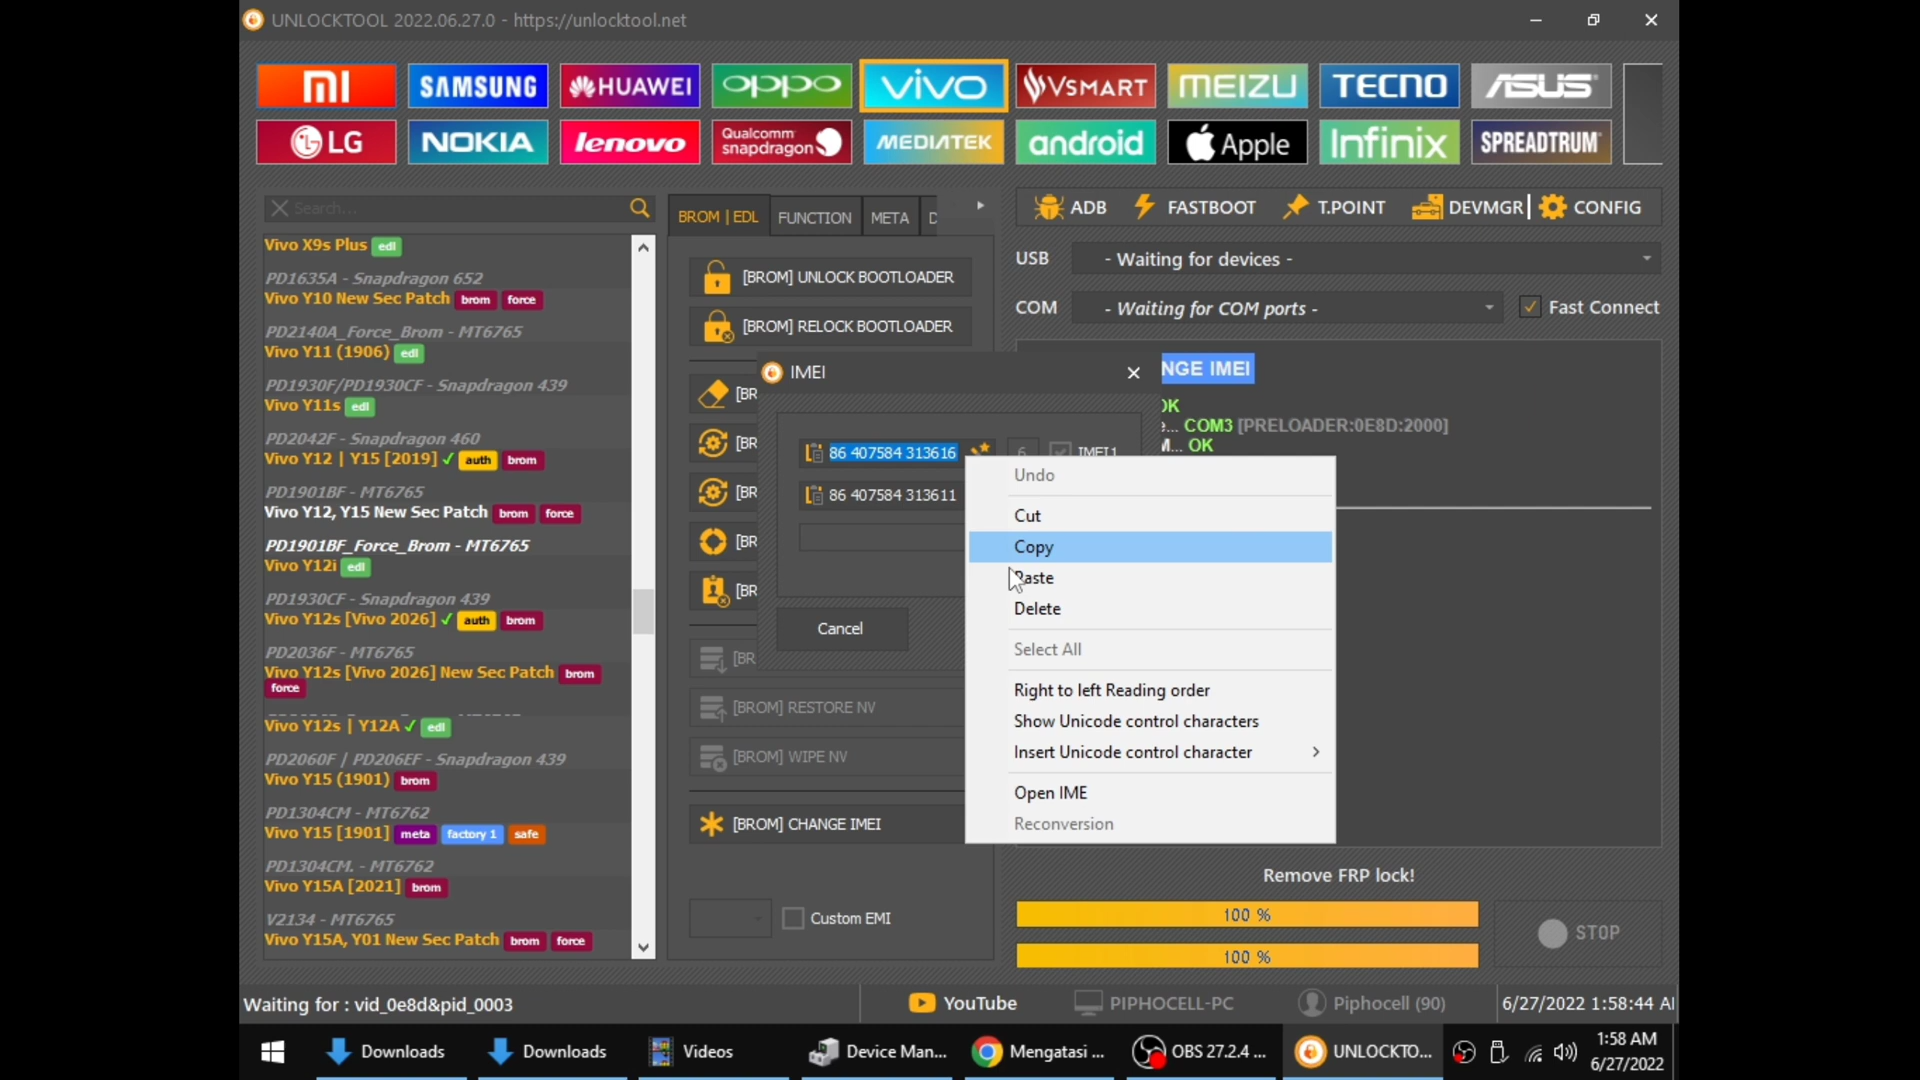 UNLOCKTOOL 2022.06.27.0 - https://unlocktool.net
mi SAMSUNG HUAWEI oppo vivo VSMART MEIZU TECNO ASUS
LG NOKIA lenovo Qualcomm snapdragon MEDIATEK android Apple Infinix SPREADTRUM
Search...
Vivo X9s Plus edl
PD1635A - Snapdragon 652
Vivo Y10 New Sec Patch brom force
PD2140A_Force_Brom - MT6765
Vivo Y11 (1906) edl
PD1930F/PD1930CF - Snapdragon 439
Vivo Y11s edl
PD2042F - Snapdragon 460
Vivo Y12 | Y15 [2019] ✓ auth brom
PD1901BF - MT6765
Vivo Y12, Y15 New Sec Patch brom force
PD1901BF_Force_Brom - MT6765
Vivo Y12i edl
PD1930CF - Snapdragon 439
Vivo Y12s [Vivo 2026] ✓ auth brom
PD2036F - MT6765
Vivo Y12s [Vivo 2026] New Sec Patch brom
force
Vivo Y12s | Y12A ✓ edl
PD2060F / PD206EF - Snapdragon 439
Vivo Y15 (1901) brom
PD1304CM - MT6762
Vivo Y15 [1901] meta factory 1 safe
PD1304CM. - MT6762
Vivo Y15A [2021] brom
V2134 - MT6765
Vivo Y15A, Y01 New Sec Patch brom force
BROM | EDL FUNCTION META D
[BROM] UNLOCK BOOTLOADER
[BROM] RELOCK BOOTLOADER
[BR
[BR
[BR
[BR
[BR
[BR
[BROM] RESTORE NV
[BROM] WIPE NV
[BROM] CHANGE IMEI
Custom EMI
IMEI
86 407584 313616 6 IMEI1
86 407584 313611
Cancel
Undo
Cut
Copy
Paste
Delete
Select All
Right to left Reading order
Show Unicode control characters
Insert Unicode control character
Open IME
Reconversion
ADB FASTBOOT T.POINT DEVMGR CONFIG
USB - Waiting for devices -
COM - Waiting for COM ports - Fast Connect
NGE IMEI
OK
e... COM3 [PRELOADER:0E8D:2000]
M... OK
Remove FRP lock!
100 %
100 %
STOP
Waiting for : vid_0e8d&pid_0003
YouTube PIPHOCELL-PC Piphocell (90) 6/27/2022 1:58:44 A
Downloads Downloads Videos Device Man... Mengatasi ... OBS 27.2.4 ... UNLOCKTO...
1:58 AM
6/27/2022